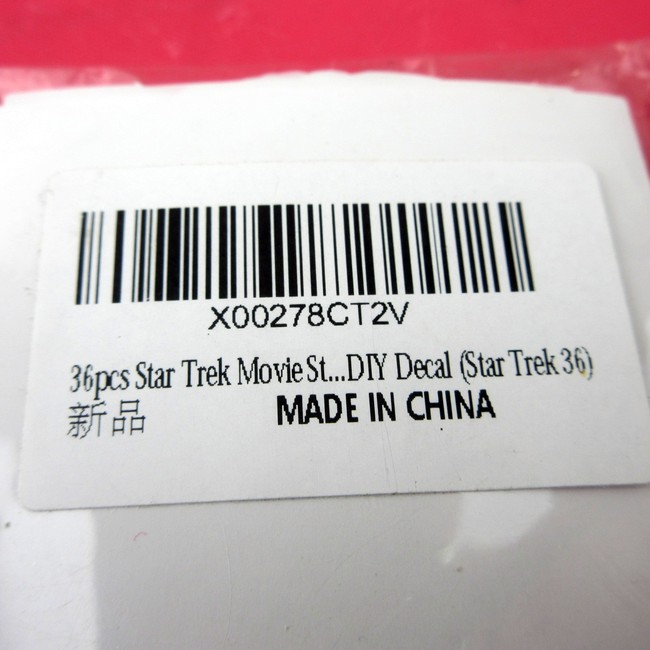 X00278CT2V
36pcs Star Trek Movie St...DIY Decal (Star Trek 36)
新品 MADE IN CHINA